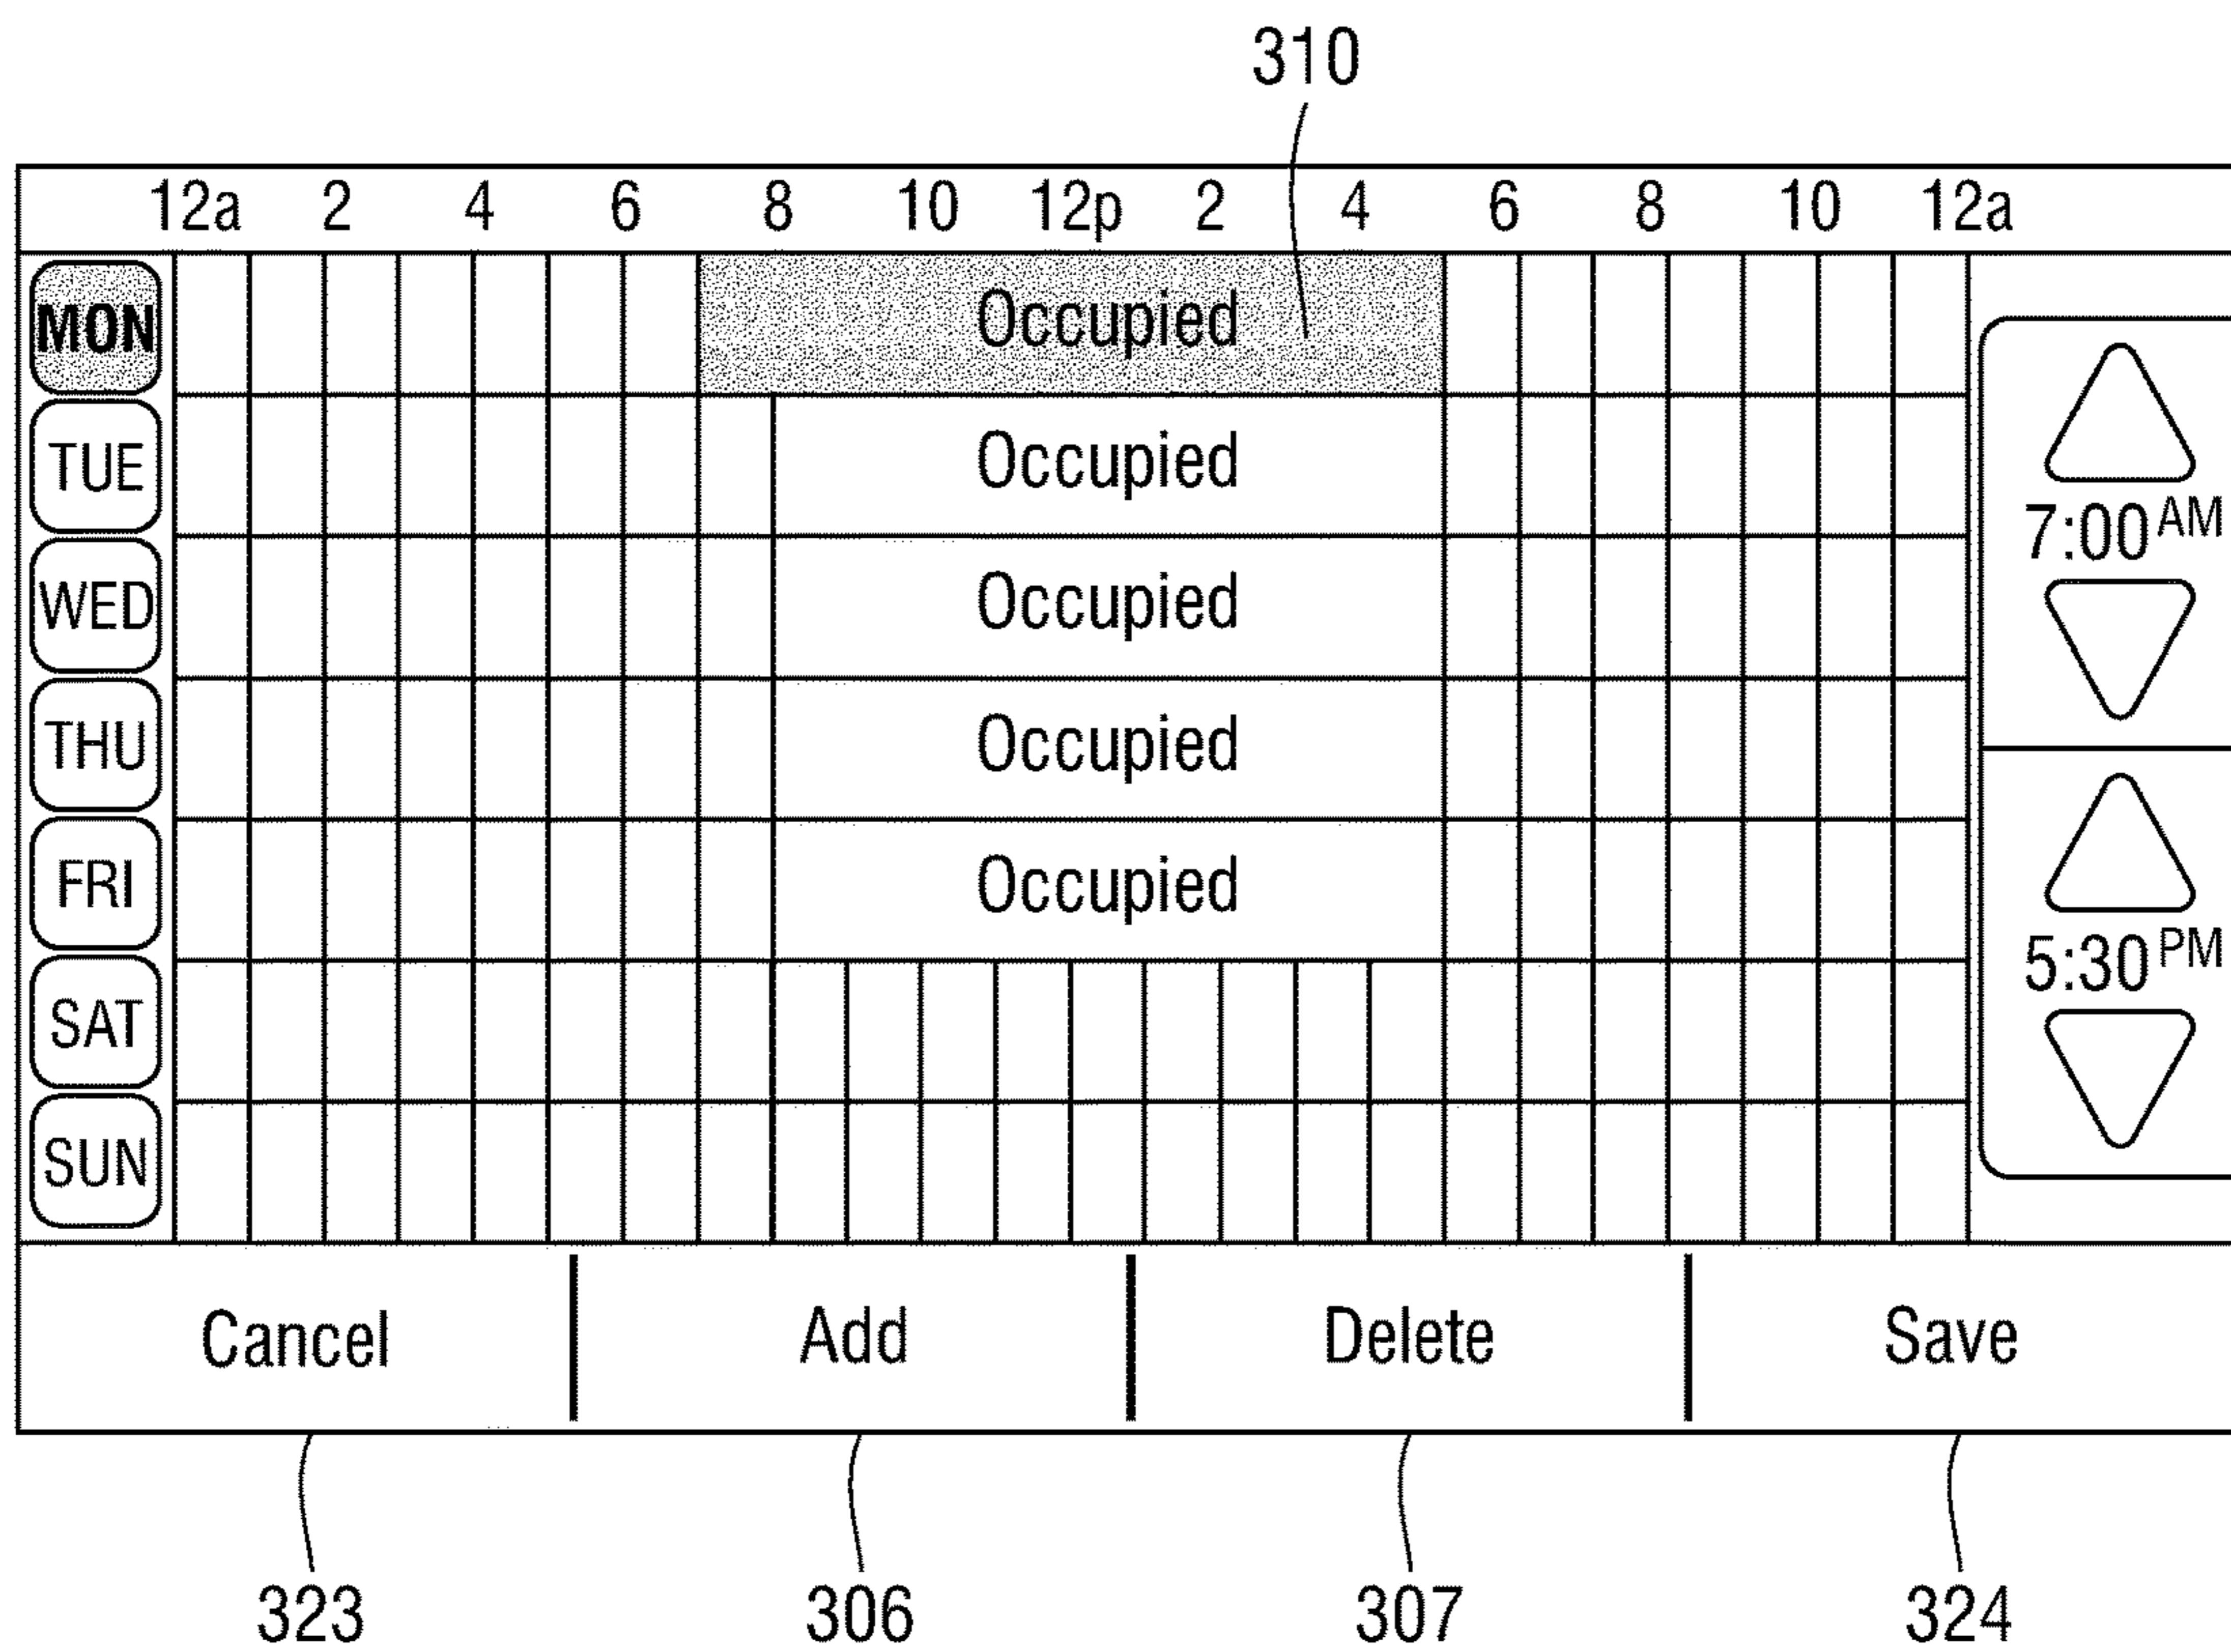 310
12a 2 4 6 8 10 12p 2 4 6 8 10 12a
MON Occupied
TUE Occupied
7:00 AM
WED Occupied
THU Occupied
FRI Occupied
5:30 PM
SAT
SUN
Cancel Add Delete Save
323 306 307 324